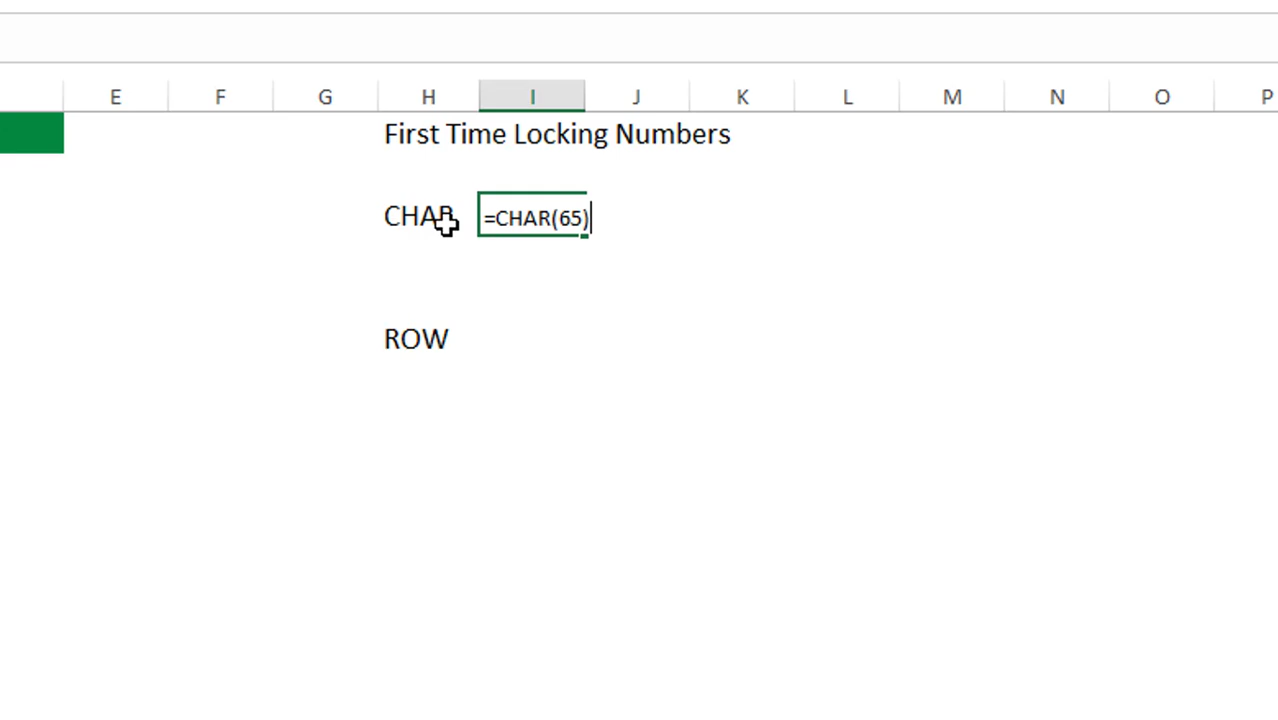 E F G H I J K L M N O P
First Time Locking Numbers
CHAR =CHAR(65)
ROW